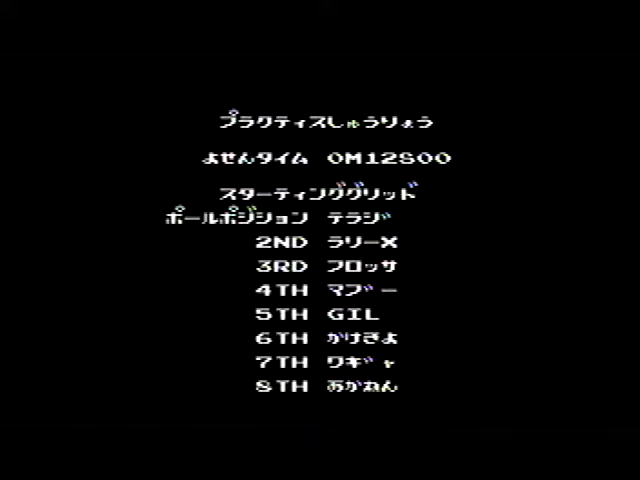 プラクティスしゅうりょう
よせんタイム 0M12S00
スターティンググリッド
ポールポジション テラジ
2ND ラリーX
3RD フロッサ
4TH マブー
5TH GIL
6TH かげきよ
7TH ワギャ
8TH おがねん